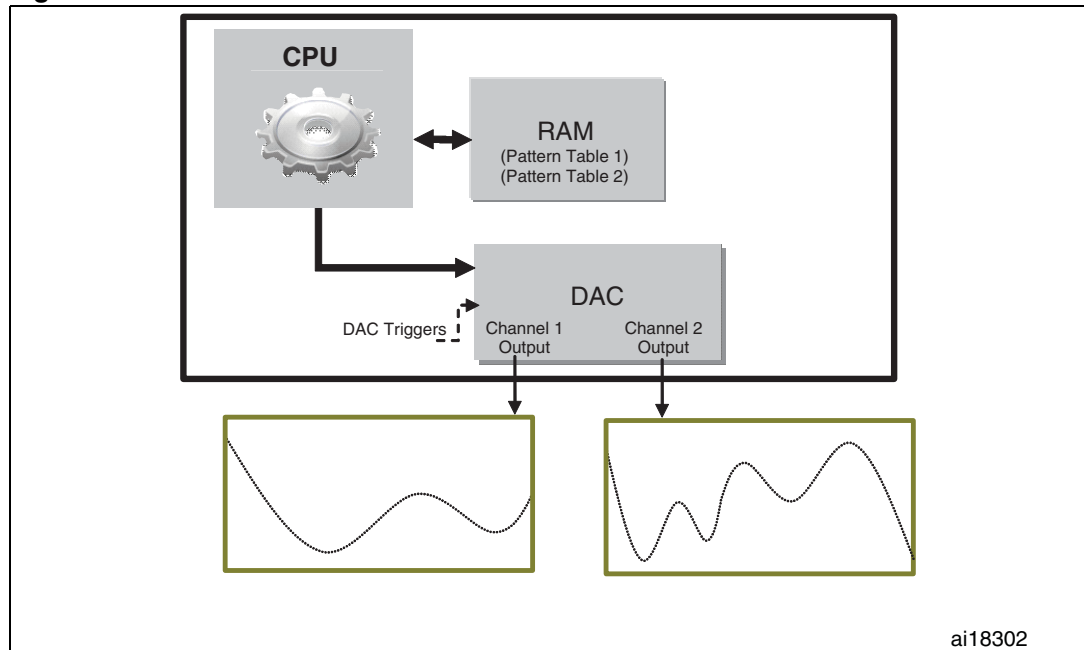 CPU
RAM
(Pattern Table 1)
(Pattern Table 2)
DAC
DAC Triggers
Channel 1
Output
Channel 2
Output
ai18302